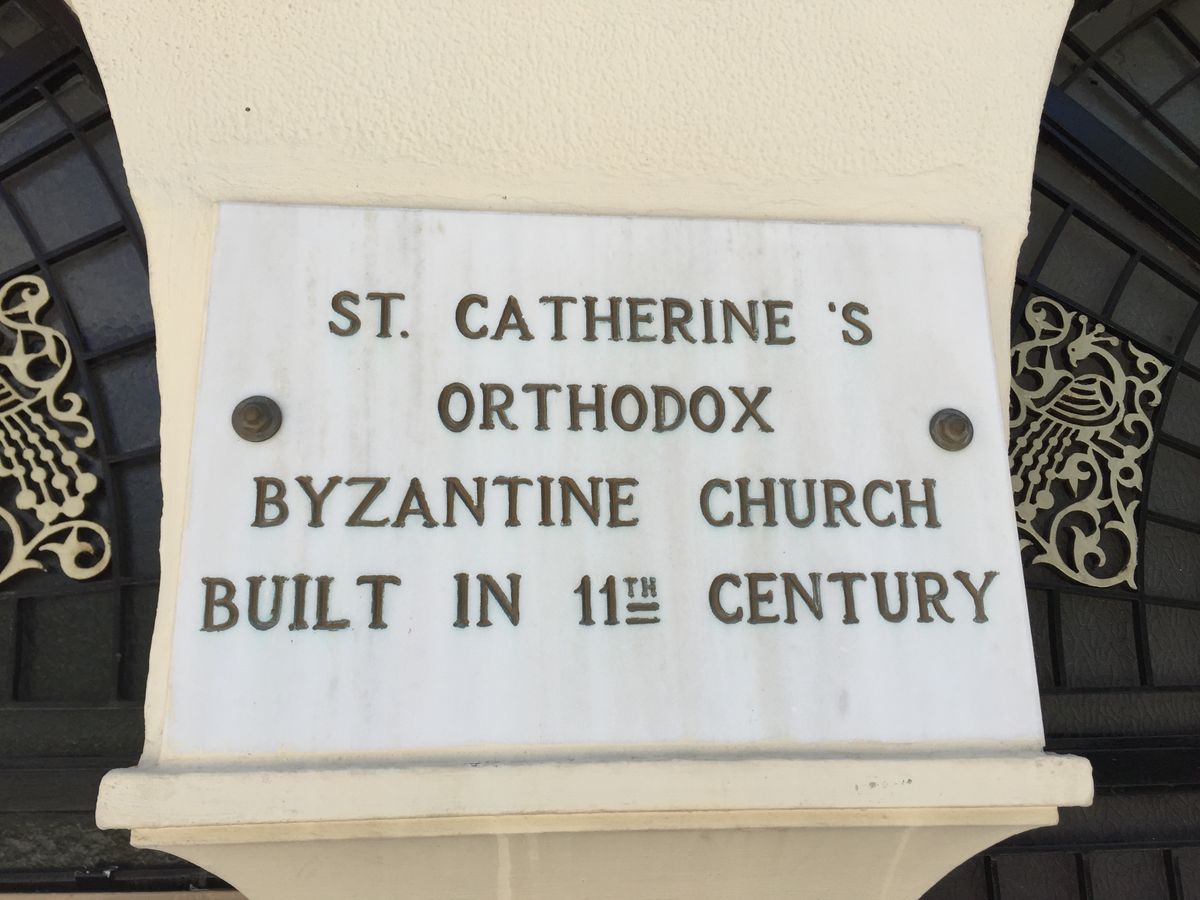 ST. CATHERINE 'S
ORTHODOX
BYZANTINE CHURCH
BUILT IN 11TH CENTURY